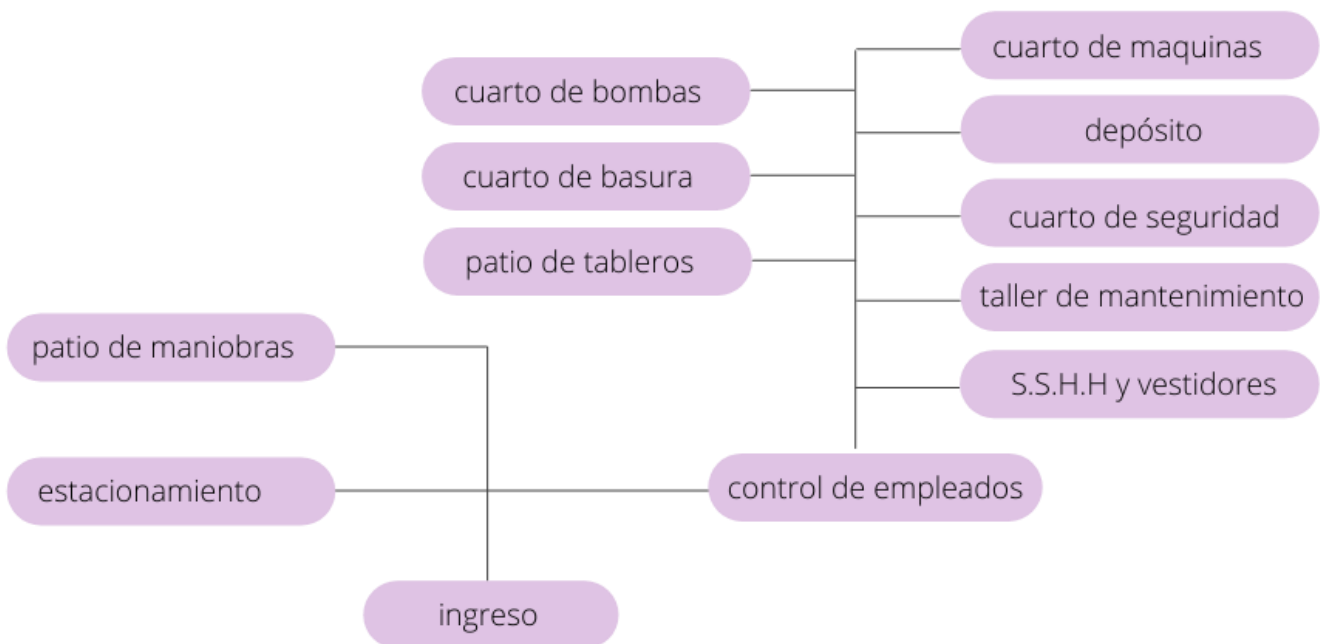 cuarto de maquinas
cuarto de bombas
depósito
cuarto de basura
cuarto de seguridad
patio de tableros
taller de mantenimiento
patio de maniobras
S.S.H.H y vestidores
estacionamiento
control de empleados
ingreso